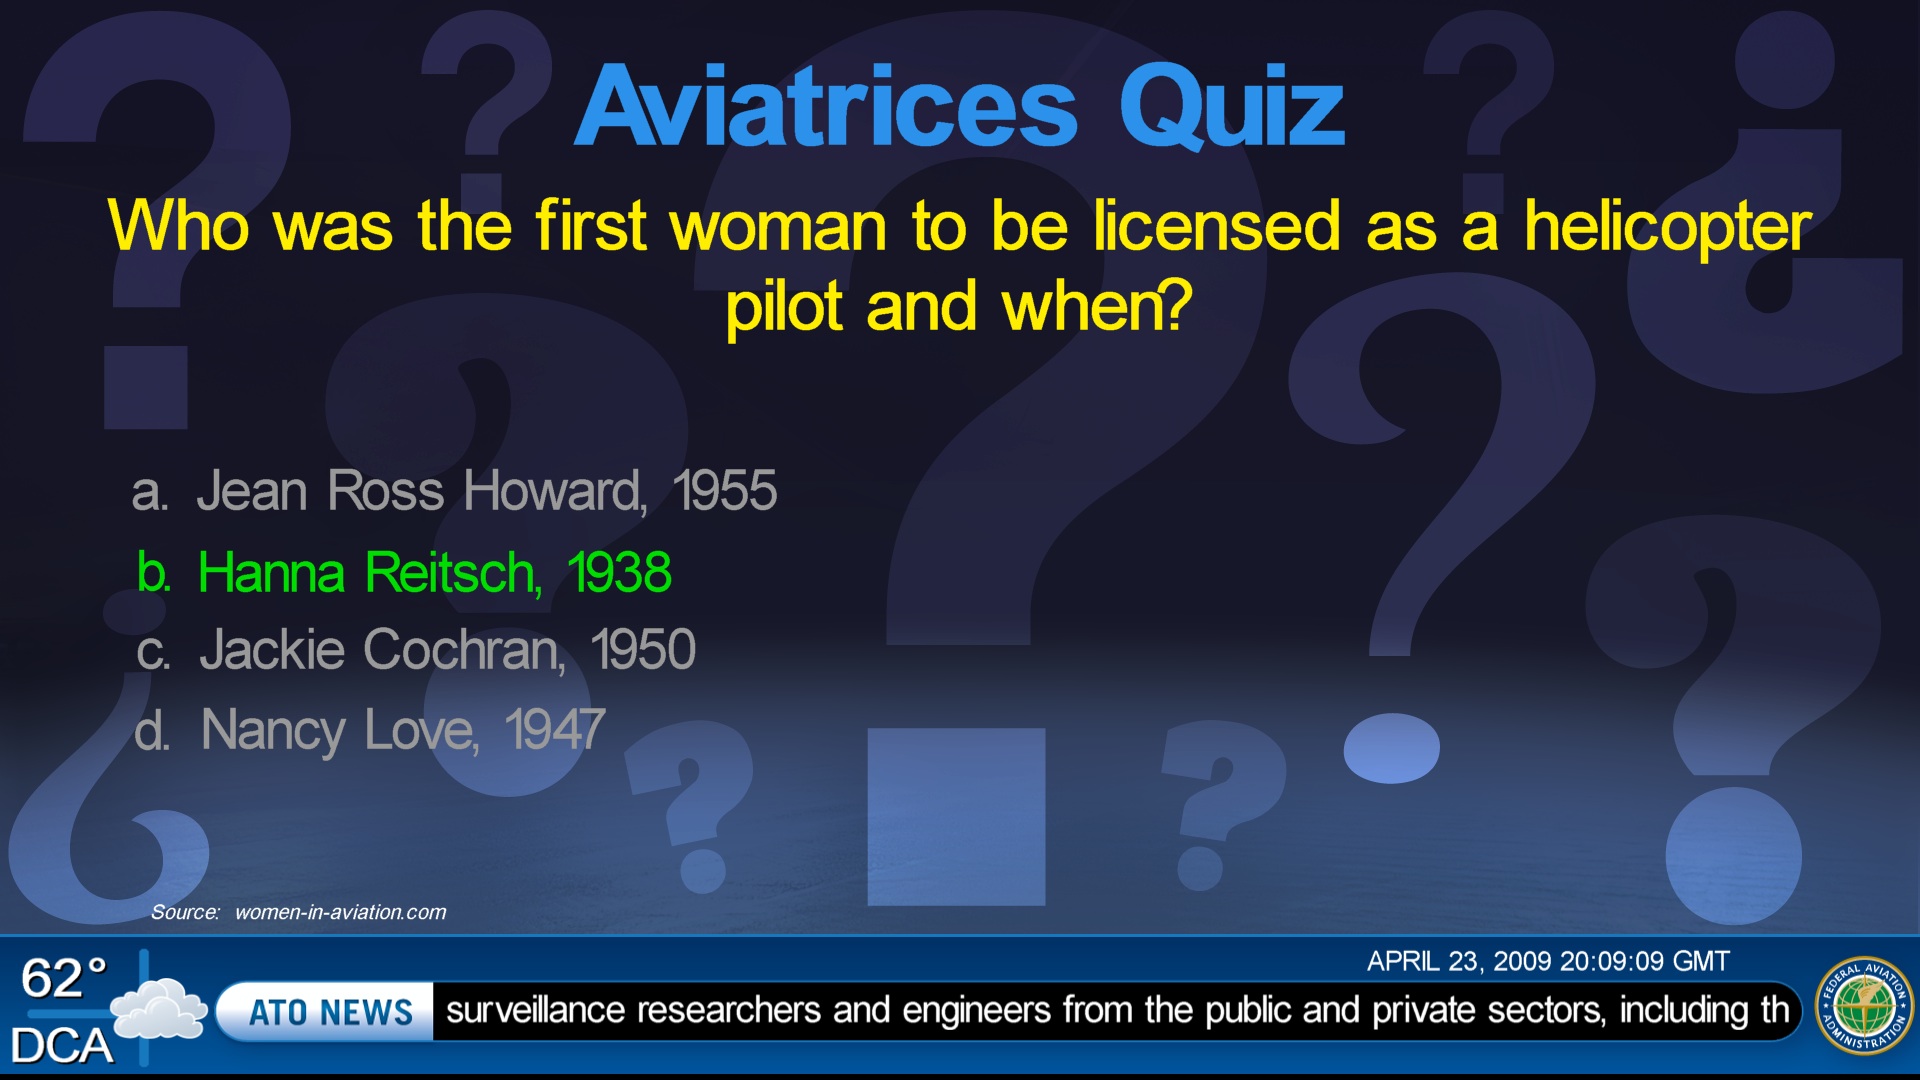 Aviatrices Quiz
Who was the first woman to be licensed as a helicopter
pilot and when?
a. Jean Ross Howard, 1955
b. Hanna Reitsch, 1938
c. Jackie Cochran, 1950
d. Nancy Love, 1947
Source: women-in-aviation.com
APRIL 23, 2009 20:09:09 GMT
62°
DCA
ATO NEWS
surveillance researchers and engineers from the public and private sectors, including th
FEDERAL AVIATION
ADMINISTRATION